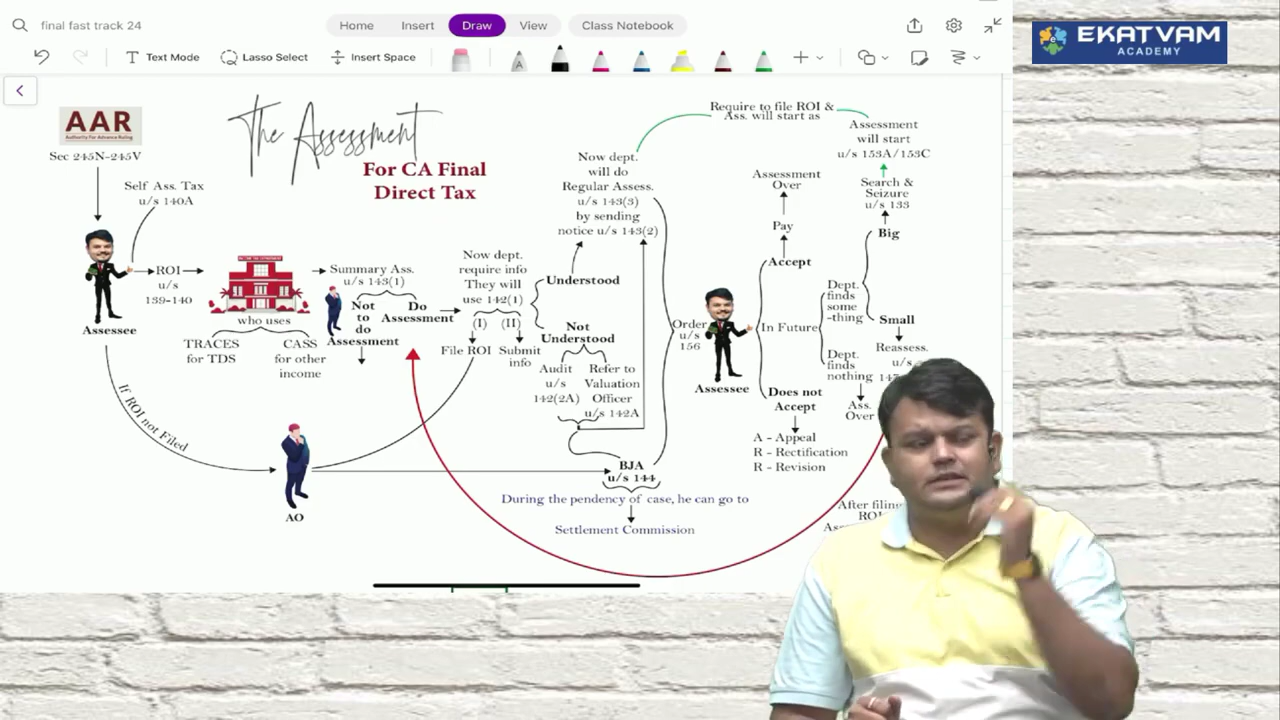 final fast track 24
Home
Insert
Draw
View
Class Notebook
Text Mode
Lasso Select
Insert Space
EKATVAM
ACADEMY
AAR
Authority For Advance Ruling
Sec 245N-245V
The Assessment
For CA Final
Direct Tax
Self Ass. Tax
u/s 140A
Assessee
ROI
u/s
139-140
who uses
TRACES
for TDS
CASS
for other
income
Summary Ass.
u/s 143(1)
Not
to
do
Assessment
Do
Assessment
Now dept.
require info
They will
use 142(1)
(I)
(II)
File ROI
Submit
info
Understood
Not
Understood
Audit
u/s
142(2A)
Refer to
Valuation
Officer
u/s 142A
Now dept.
will do
Regular Assess.
u/s 143(3)
by sending
notice u/s 143(2)
Require to file ROI &
Ass. will start as
Assessment
will start
u/s 153A/153C
Search &
Seizure
u/s 133
Big
Assessment
Over
Pay
Accept
Order
u/s
156
Assessee
In Future
Dept.
finds
some
-thing
Dept.
finds
nothing
Small
Reassess.
u/s
Ass.
Over
Does not
Accept
A - Appeal
R - Rectification
R - Revision
If ROI not Filed
AO
BJA
u/s 144
During the pendency of case, he can go to
Settlement Commission
After filing